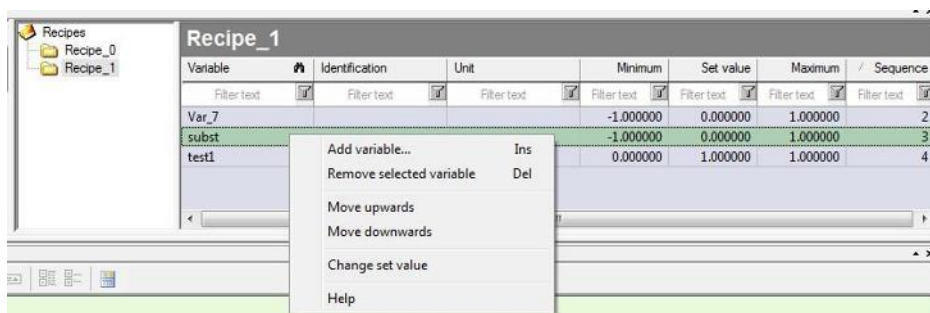 Recipes
Recipe_0
Recipe_1
Recipe_1
Variable Identification Unit Minimum Set value Maximum Sequence
Filter text Filter text Filter text Filter text Filter text Filter text Filter text
Var_7 -1.000000 0.000000 1.000000 2
subst -1.000000 0.000000 1.000000 3
test1 0.000000 1.000000 1.000000 4
Add variable... Ins
Remove selected variable Del
Move upwards
Move downwards
Change set value
Help